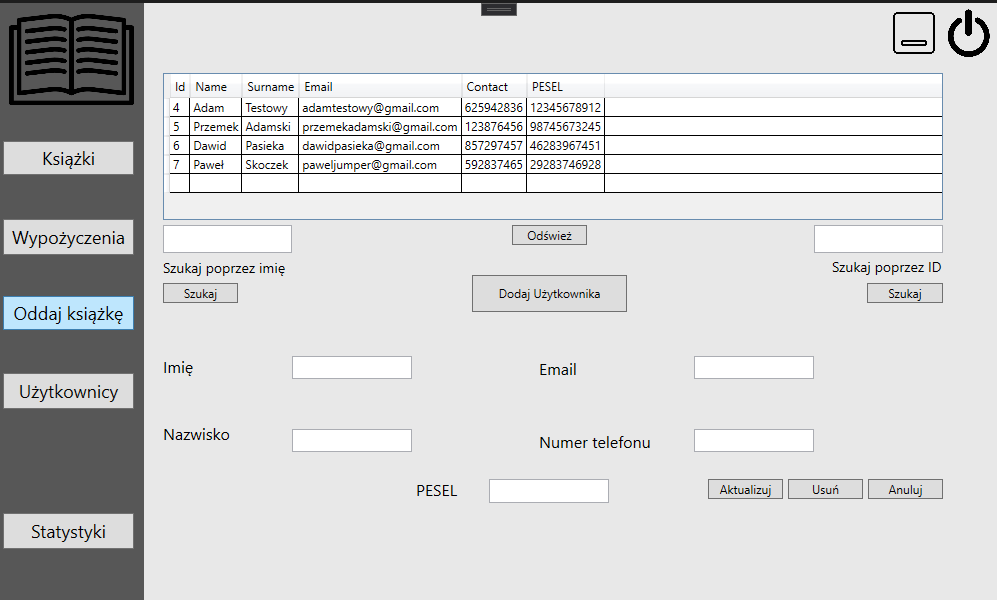 Id Name Surname Email Contact PESEL
4 Adam Testowy adamtestowy@gmail.com 625942836 12345678912
5 Przemek Adamski przemekadamski@gmail.com 123876456 98745673245
6 Dawid Pasieka dawidpasieka@gmail.com 857297457 46283967451
7 Paweł Skoczek paweljumper@gmail.com 592837465 29283746928
Książki
Wypożyczenia
Oddaj książkę
Użytkownicy
Statystyki
Odśwież
Szukaj poprzez imię
Szukaj poprzez ID
Szukaj
Dodaj Użytkownika
Szukaj
Imię
Email
Nazwisko
Numer telefonu
PESEL
Aktualizuj
Usuń
Anuluj